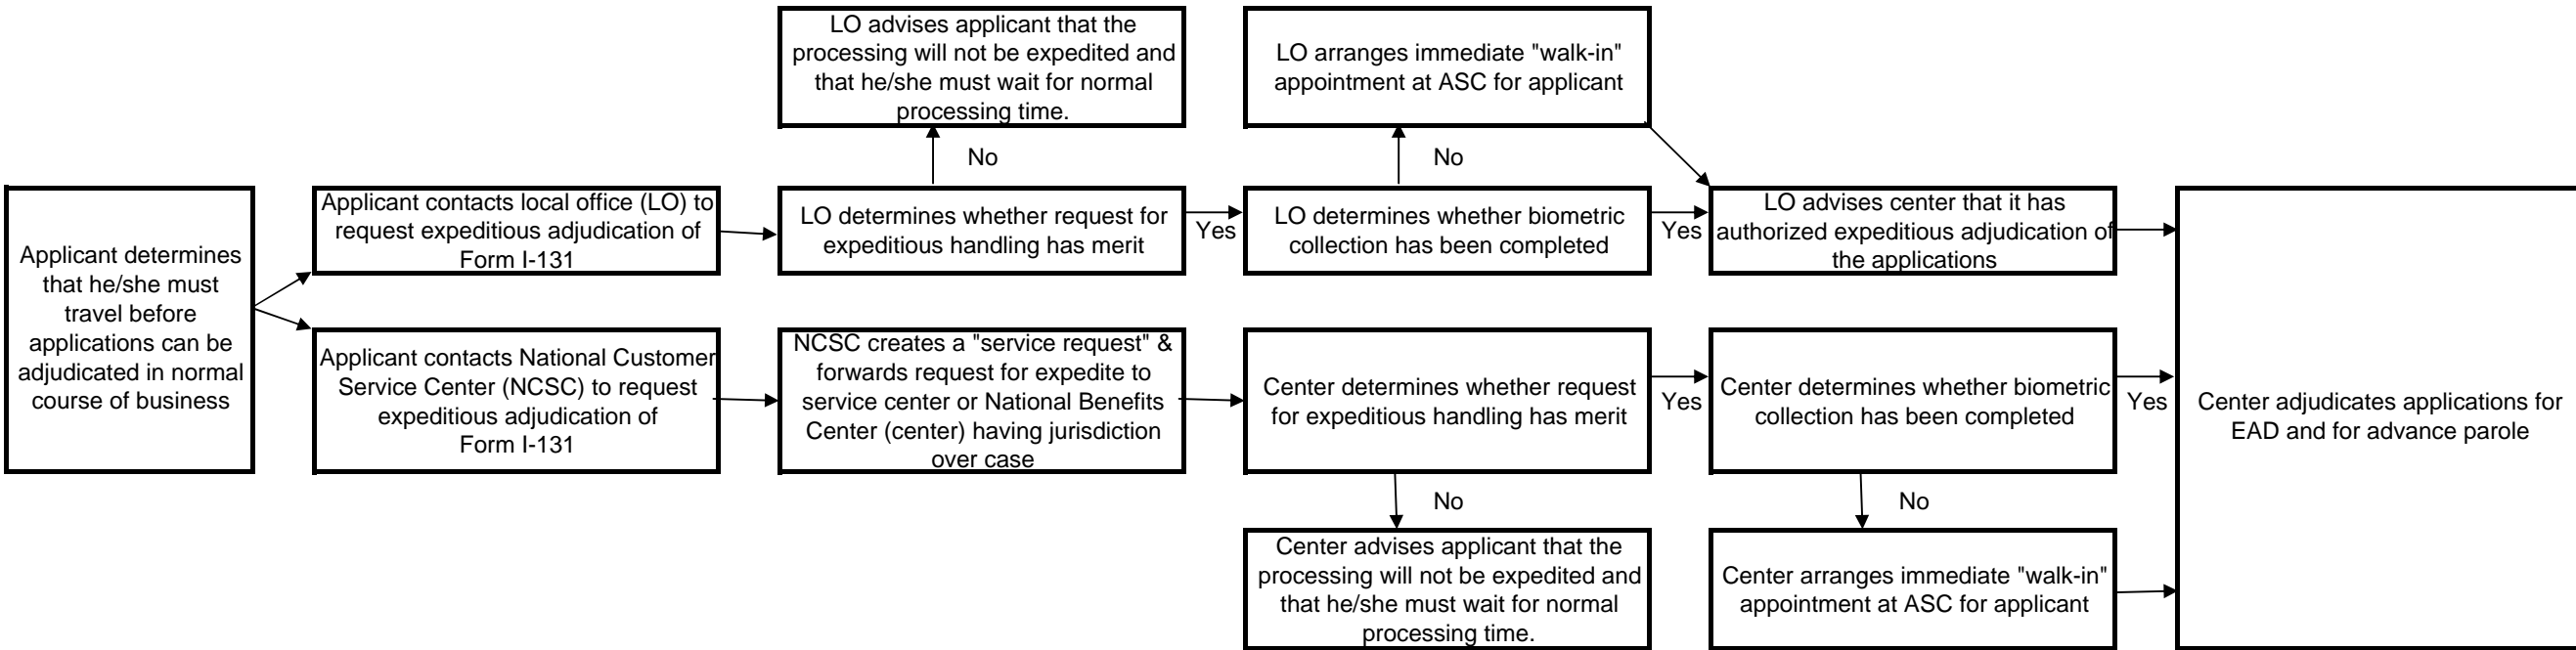 Applicant determines
that he/she must
travel before
applications can be
adjudicated in normal
course of business
Applicant contacts local office (LO) to
request expeditious adjudication of
Form I-131
LO determines whether request for
expeditious handling has merit
No
LO advises applicant that the
processing will not be expedited and
that he/she must wait for normal
processing time.
Yes
LO determines whether biometric
collection has been completed
No
LO arranges immediate "walk-in"
appointment at ASC for applicant
Yes
LO advises center that it has
authorized expeditious adjudication of
the applications
Applicant contacts National Customer
Service Center (NCSC) to request
expeditious adjudication of
Form I-131
NCSC creates a "service request" &
forwards request for expedite to
service center or National Benefits
Center (center) having jurisdiction
over case
Center determines whether request
for expeditious handling has merit
No
Center advises applicant that the
processing will not be expedited and
that he/she must wait for normal
processing time.
Yes
Center determines whether biometric
collection has been completed
No
Center arranges immediate "walk-in"
appointment at ASC for applicant
Yes
Center adjudicates applications for
EAD and for advance parole